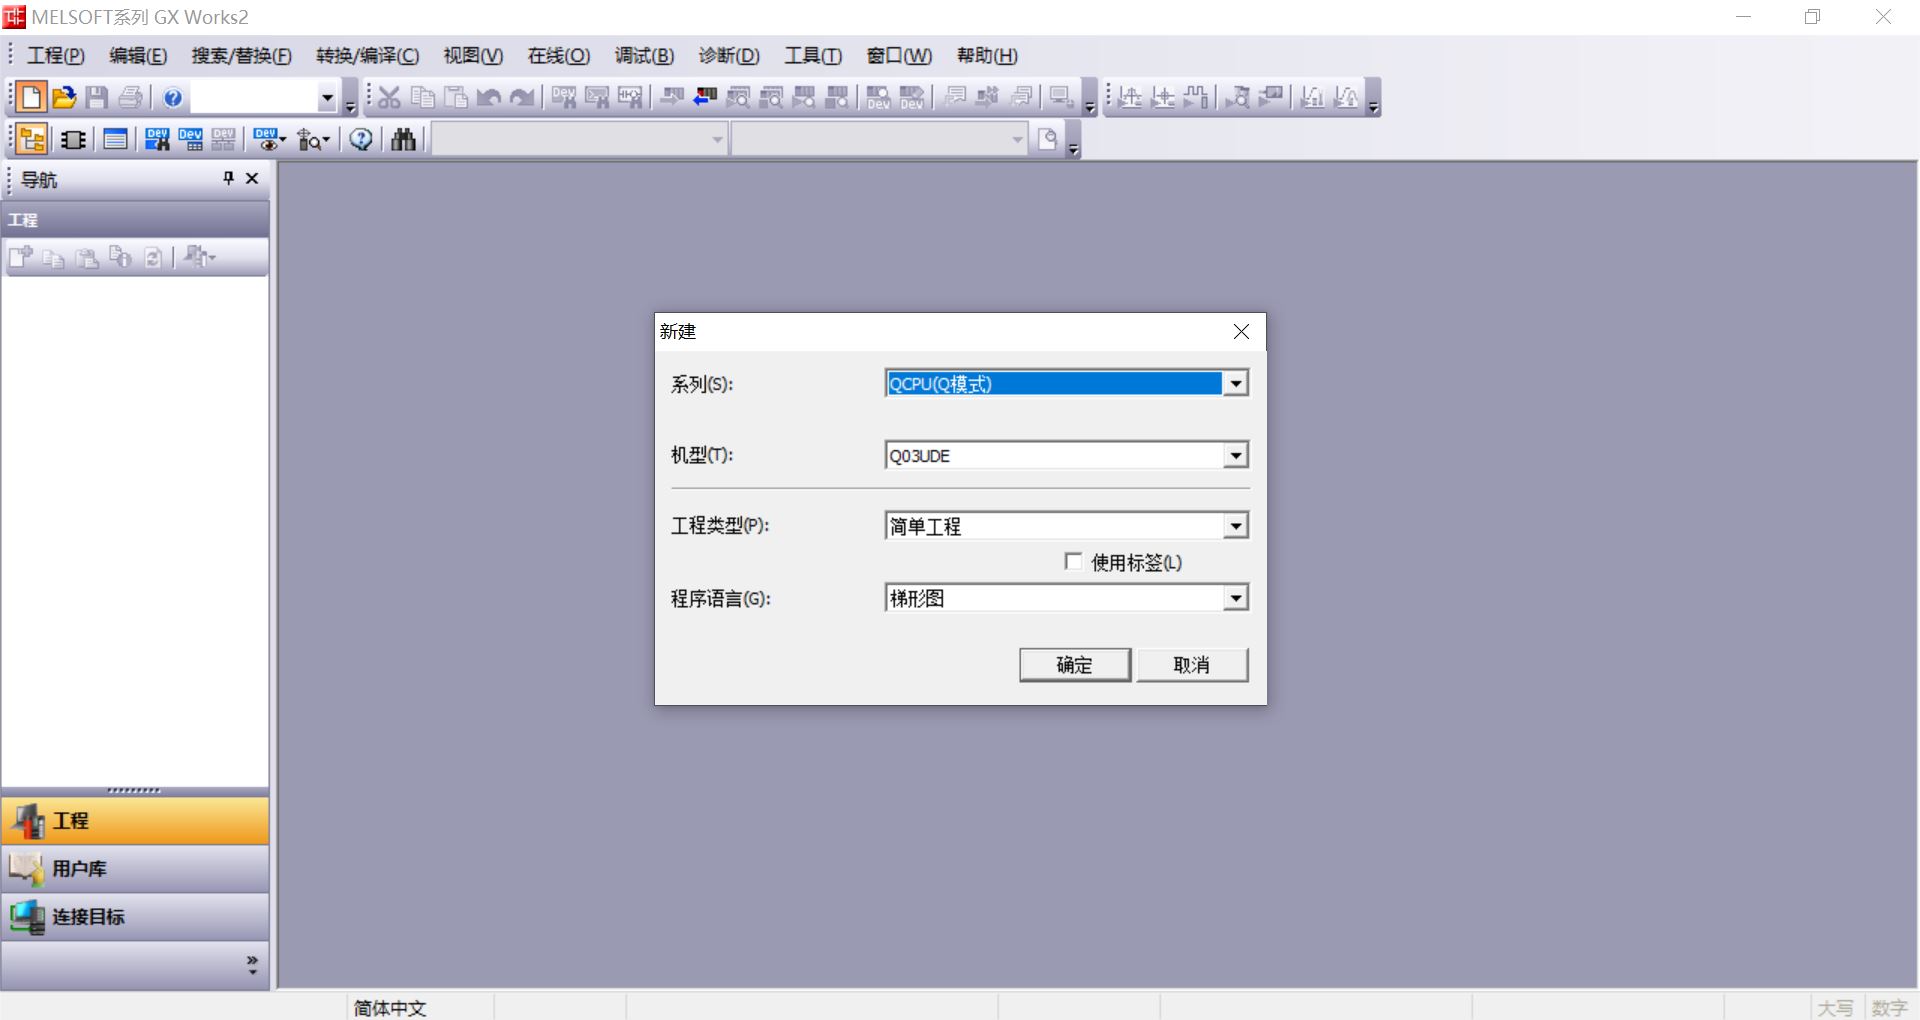 MELSOFT系列 GX Works2
工程(P) 编辑(E) 搜索/替换(F) 转换/编译(C) 视图(V) 在线(O) 调试(B) 诊断(D) 工具(T) 窗口(W) 帮助(H)
导航
工程
新建
系列(S): QCPU(Q模式)
机型(T): Q03UDE
工程类型(P): 简单工程
使用标签(L)
程序语言(G): 梯形图
确定 取消
工程
用户库
连接目标
简体中文 大写 数字